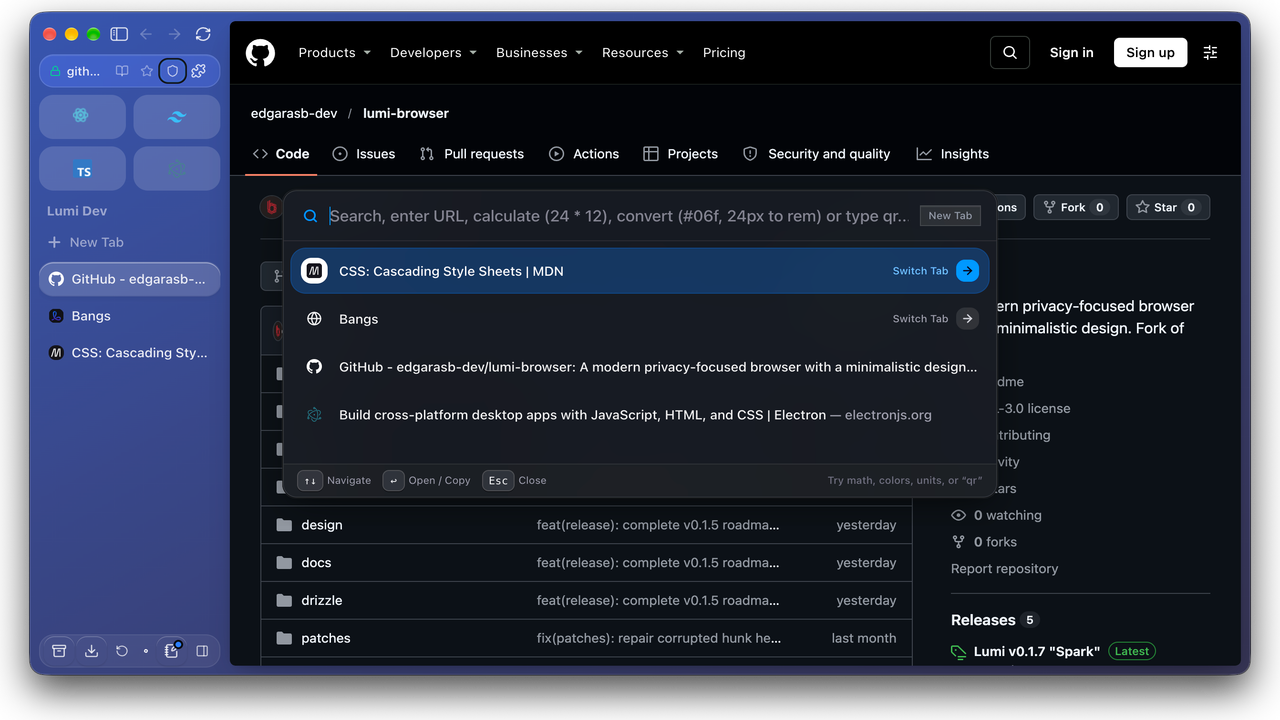 gith...
TS
Lumi Dev
New Tab
GitHub - edgarasb-...
Bangs
CSS: Cascading Sty...
Products
Developers
Businesses
Resources
Pricing
Sign in
Sign up
edgarasb-dev / lumi-browser
Code
Issues
Pull requests
Actions
Projects
Security and quality
Insights
ons
Fork 0
Star 0
Search, enter URL, calculate (24 * 12), convert (#06f, 24px to rem) or type qr...
New Tab
CSS: Cascading Style Sheets | MDN
Switch Tab
Bangs
Switch Tab
GitHub - edgarasb-dev/lumi-browser: A modern privacy-focused browser with a minimalistic design...
Build cross-platform desktop apps with JavaScript, HTML, and CSS | Electron — electronjs.org
↑↓ Navigate
↩ Open / Copy
Esc Close
Try math, colors, units, or “qr”
design
feat(release): complete v0.1.5 roadma...
yesterday
docs
feat(release): complete v0.1.5 roadma...
yesterday
drizzle
feat(release): complete v0.1.5 roadma...
yesterday
patches
fix(patches): repair corrupted hunk he...
last month
ern privacy-focused browser
minimalistic design. Fork of
dme
-3.0 license
tributing
vity
ars
0 watching
0 forks
Report repository
Releases 5
Lumi v0.1.7 "Spark" Latest